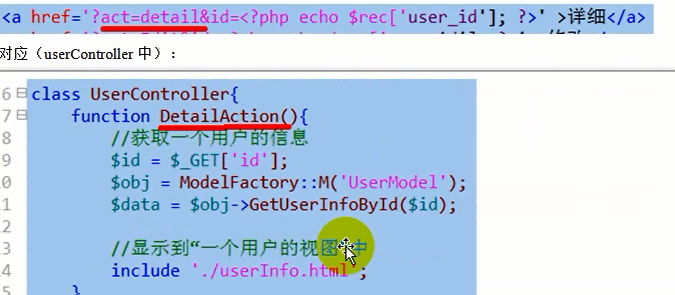 <a href='?act=detail&id=<?php echo $rec['user_id']; ?>' >详细</a>
对应（userController 中）：
6 class UserController{
7 function DetailAction(){
8 //获取一个用户的信息
9 $id = $_GET['id'];
0 $obj = ModelFactory::M('UserModel');
1 $data = $obj->GetUserInfoById($id);
2
3 //显示到“一个用户的视图”中
4 include './userInfo.html';
5 }